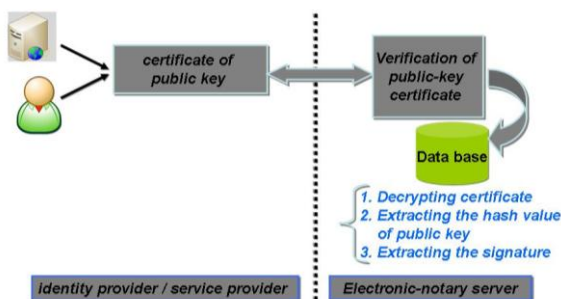 certificate of
public key
Verification of
public-key
certificate
Data base
1. Decrypting certificate
2. Extracting the hash value
of public key
3. Extracting the signature
identity provider / service provider
Electronic-notary server